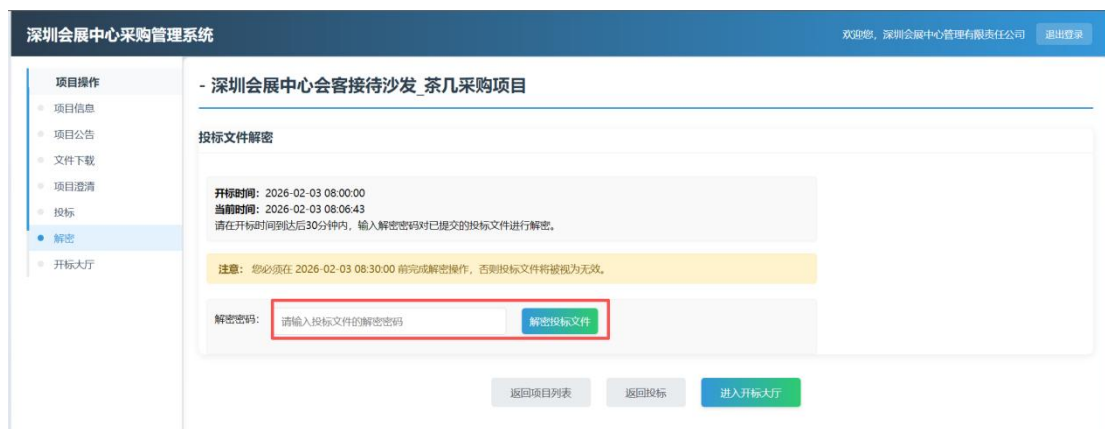 深圳会展中心采购管理系统
欢迎您，深圳会展中心管理有限责任公司
退出登录
项目操作
项目信息
项目公告
文件下载
项目澄清
投标
解密
开标大厅
- 深圳会展中心会客接待沙发_茶几采购项目
投标文件解密
开标时间：2026-02-03 08:00:00
当前时间：2026-02-03 08:06:43
请在开标时间到达后30分钟内，输入解密密码对已提交的投标文件进行解密。
注意： 您必须在 2026-02-03 08:30:00 前完成解密操作，否则投标文件将被视为无效。
解密密码：
请输入投标文件的解密密码
解密投标文件
返回项目列表
返回投标
进入开标大厅